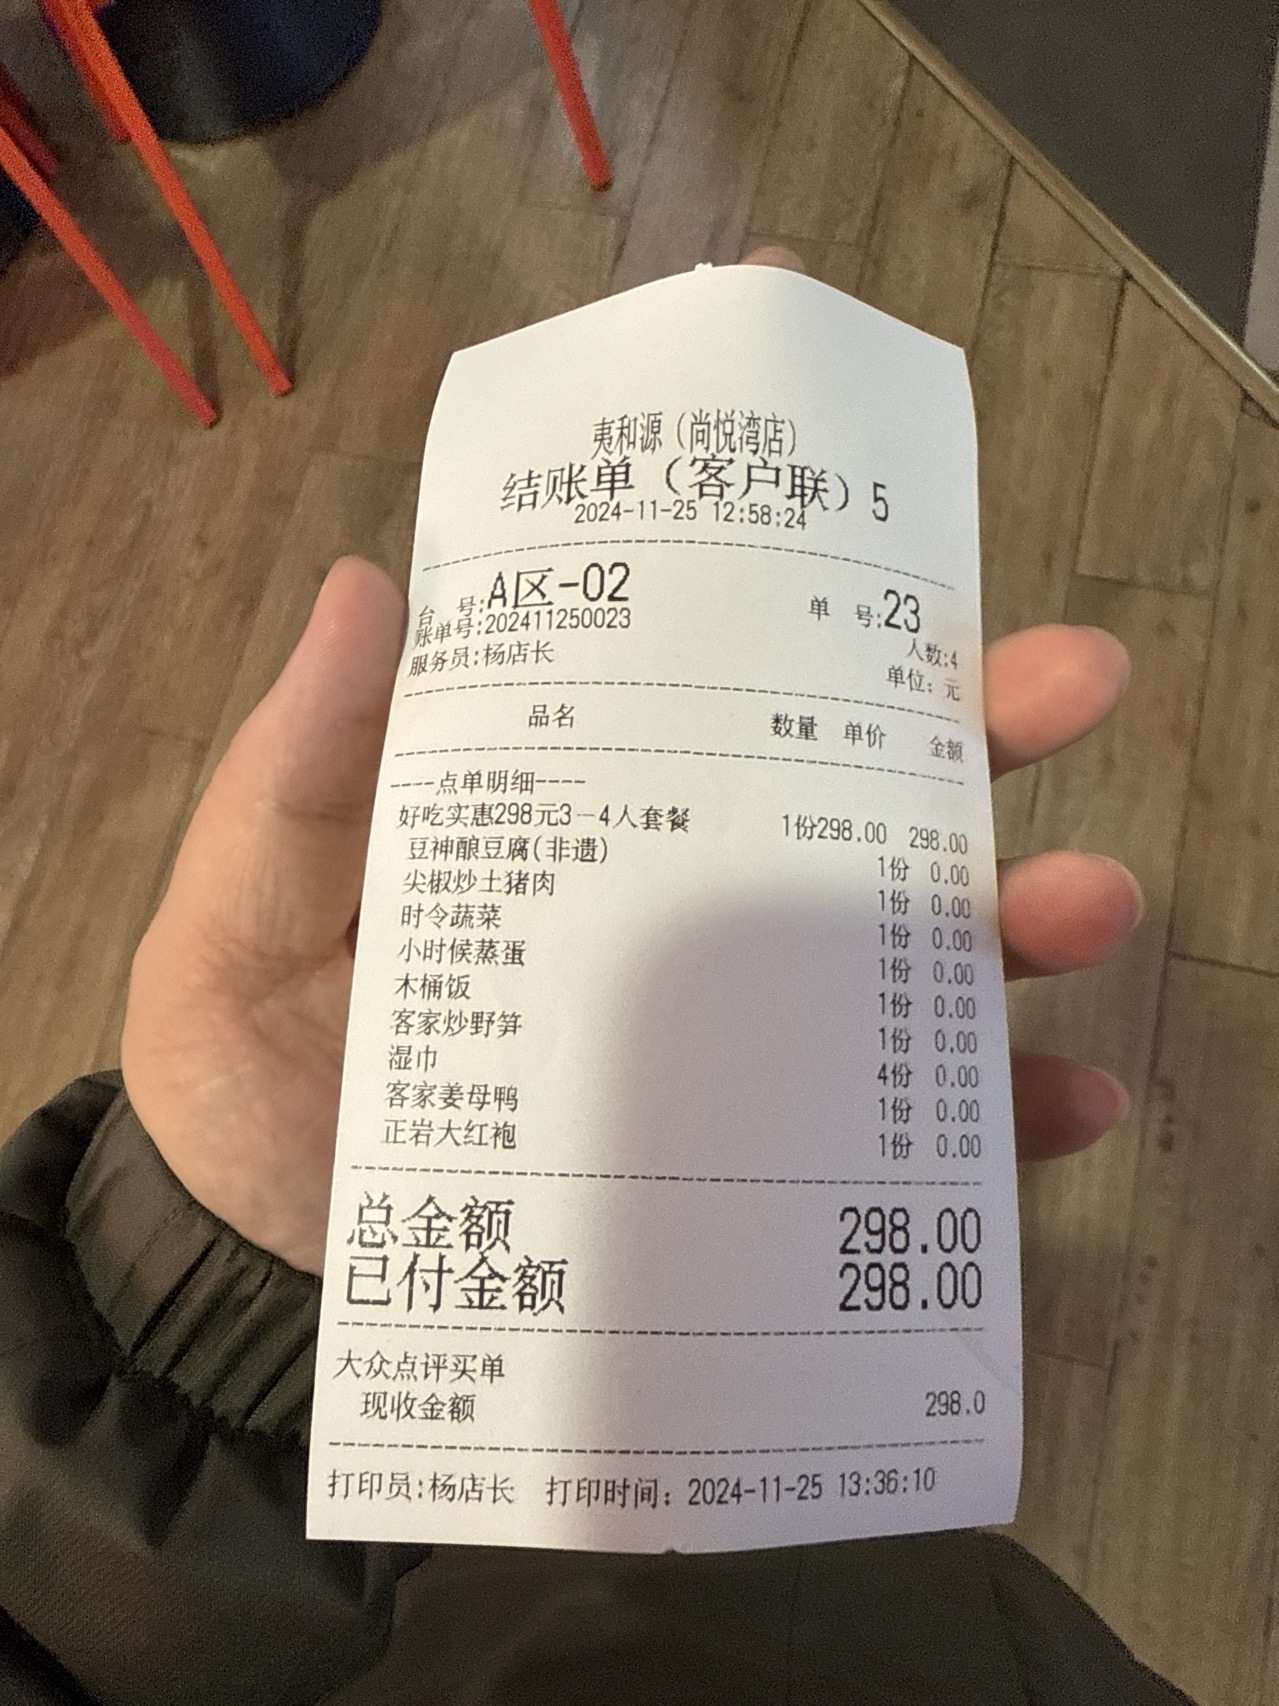 夷和源（尚悦湾店）
结账单（客户联）5
2024-11-25 12:58:24
台 号:A区-02 单 号:23
账单号:202411250023 人数:4
服务员:杨店长 单位：元
品名 数量 单价 金额
----点单明细----
好吃实惠298元3－4人套餐 1份298.00 298.00
豆神酿豆腐(非遗) 1份 0.00
尖椒炒土猪肉 1份 0.00
时令蔬菜 1份 0.00
小时候蒸蛋 1份 0.00
木桶饭 1份 0.00
客家炒野笋 1份 0.00
湿巾 4份 0.00
客家姜母鸭 1份 0.00
正岩大红袍 1份 0.00
总金额 298.00
已付金额 298.00
大众点评买单
现收金额 298.0
打印员:杨店长 打印时间：2024-11-25 13:36:10